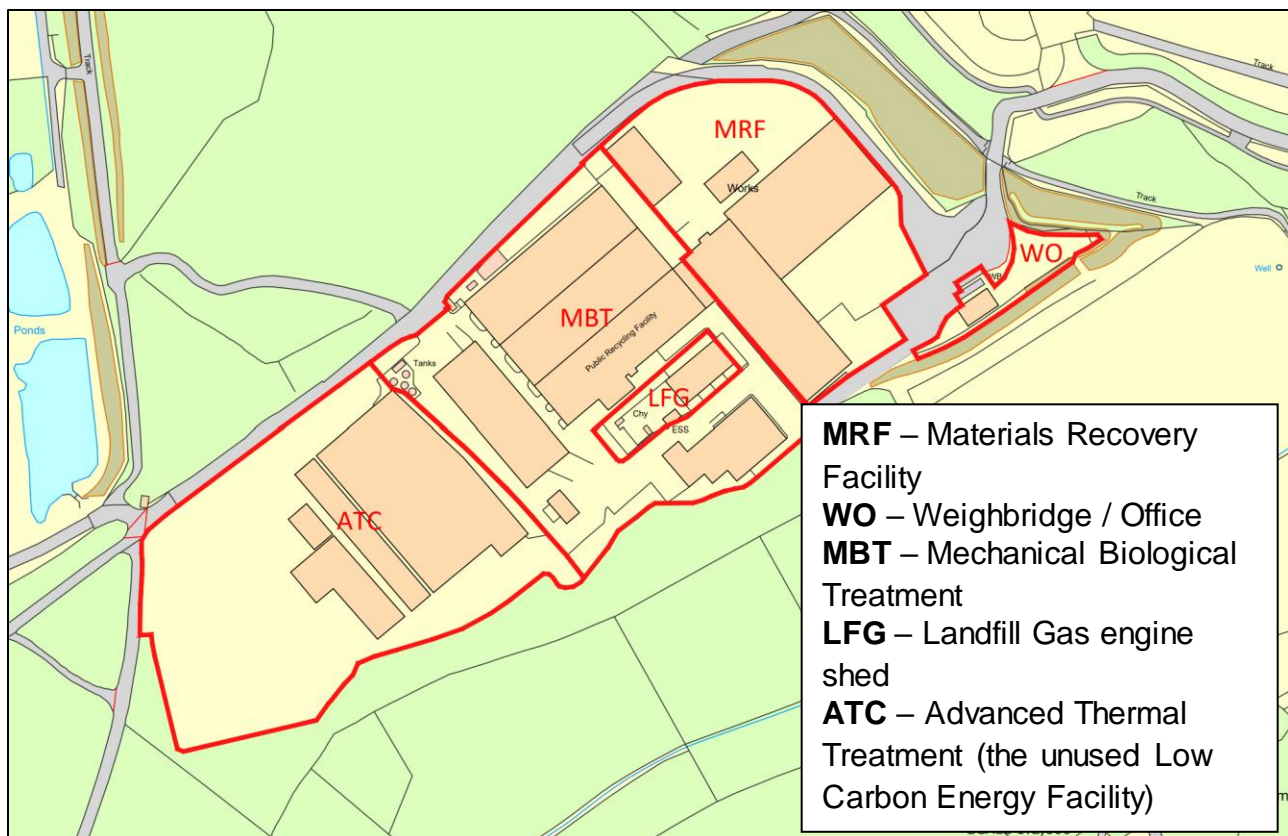 Track
Track
MRF
Works
Track
WO
WB
Well
Ponds
MBT
Public Recycling Facility
Tanks
LFG
Chy
ESS
ATC
MRF – Materials Recovery
Facility
WO – Weighbridge / Office
MBT – Mechanical Biological
Treatment
LFG – Landfill Gas engine
shed
ATC – Advanced Thermal
Treatment (the unused Low
Carbon Energy Facility)